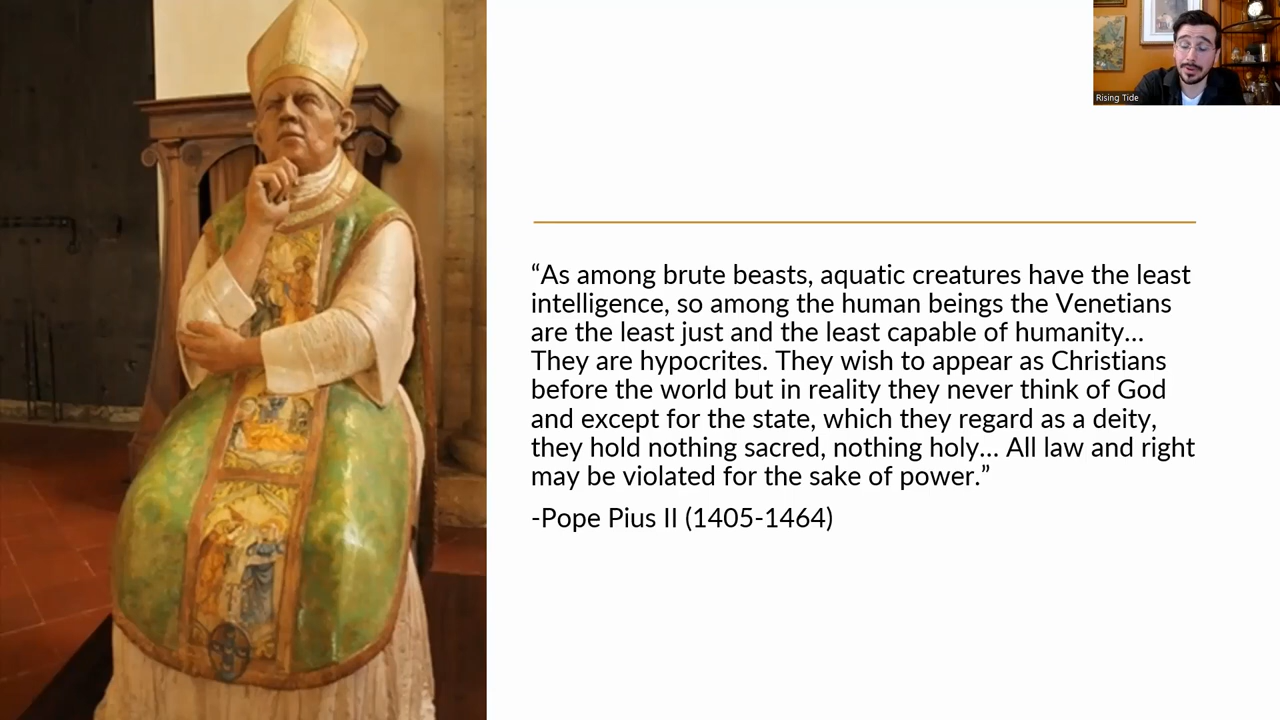 Rising Tide
“As among brute beasts, aquatic creatures have the least
intelligence, so among the human beings the Venetians
are the least just and the least capable of humanity…
They are hypocrites. They wish to appear as Christians
before the world but in reality they never think of God
and except for the state, which they regard as a deity,
they hold nothing sacred, nothing holy… All law and right
may be violated for the sake of power.”
-Pope Pius II (1405-1464)